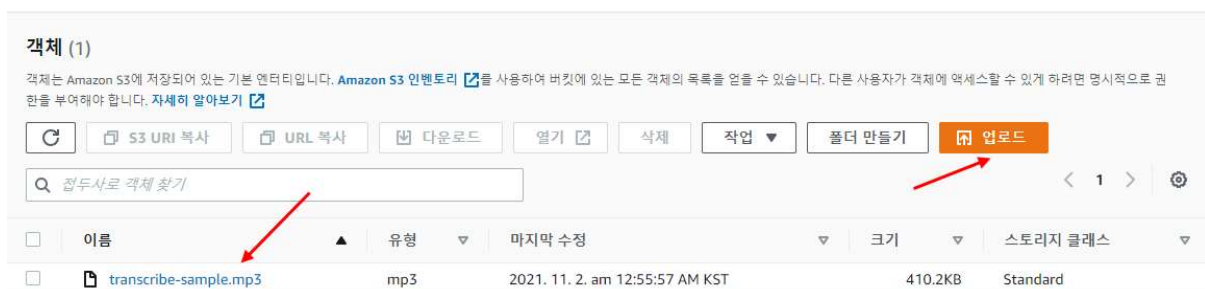 객체 (1)
객체는 Amazon S3에 저장되어 있는 기본 엔터티입니다. Amazon S3 인벤토리를 사용하여 버킷에 있는 모든 객체의 목록을 얻을 수 있습니다. 다른 사용자가 객체에 액세스할 수 있게 하려면 명시적으로 권
한을 부여해야 합니다. 자세히 알아보기
S3 URI 복사 URL 복사 다운로드 열기 삭제 작업 폴더 만들기 업로드
접두사로 객체 찾기 1
이름 유형 마지막 수정 크기 스토리지 클래스
transcribe-sample.mp3 mp3 2021. 11. 2. am 12:55:57 AM KST 410.2KB Standard